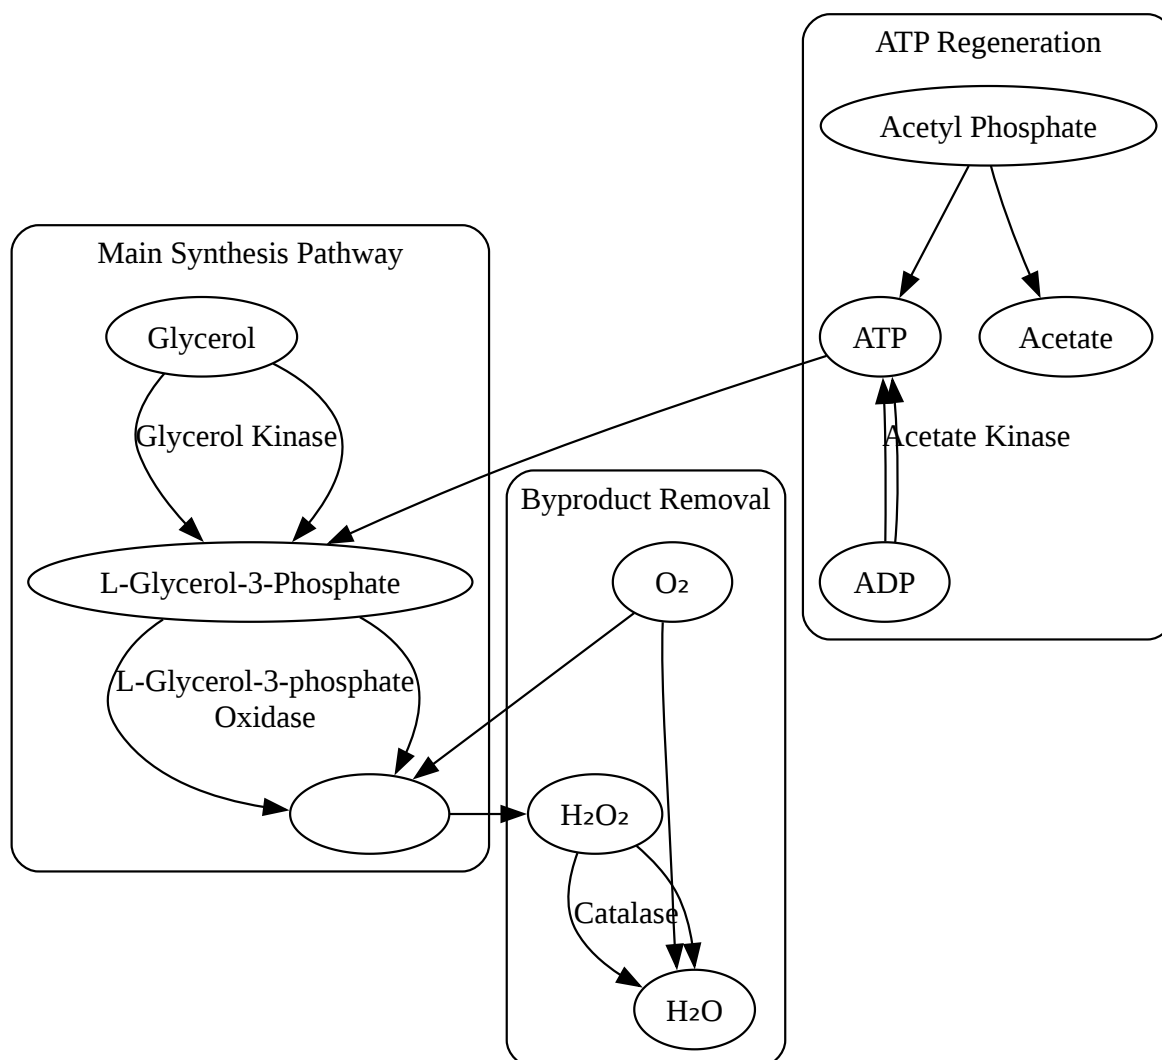 ATP Regeneration
Acetyl Phosphate
ATP
Acetate
Acetate Kinase
ADP
Main Synthesis Pathway
Glycerol
Glycerol Kinase
L-Glycerol-3-Phosphate
L-Glycerol-3-phosphate
Oxidase
Byproduct Removal
O₂
H₂O₂
Catalase
H₂O